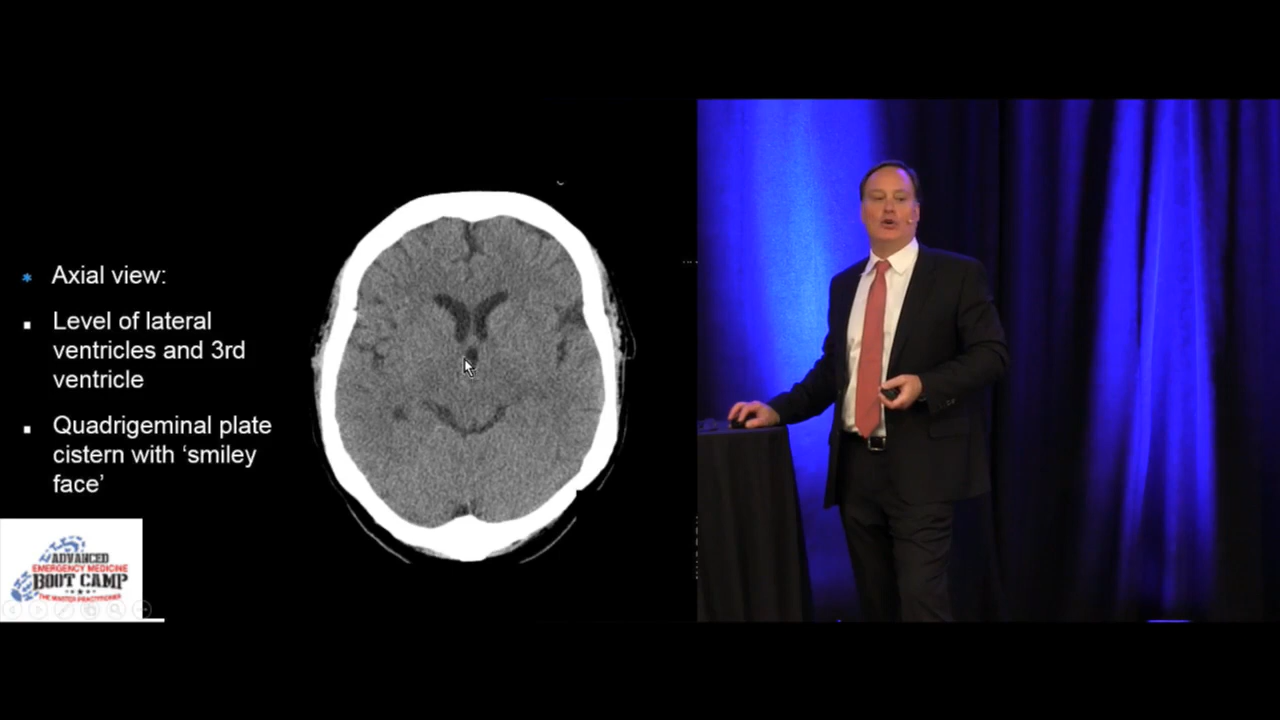 * Axial view:
▪ Level of lateral
ventricles and 3rd
ventricle
▪ Quadrigeminal plate
cistern with ‘smiley
face’
ADVANCED
EMERGENCY MEDICINE
BOOT CAMP
THE MASTER PRACTITIONER